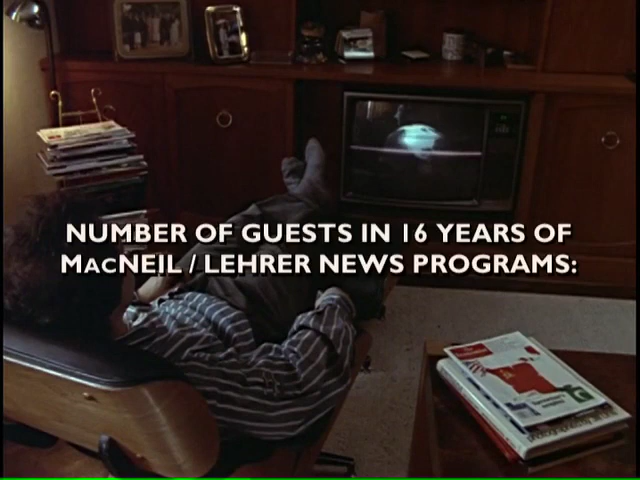 NUMBER OF GUESTS IN 16 YEARS OF
MACNEIL / LEHRER NEWS PROGRAMS: